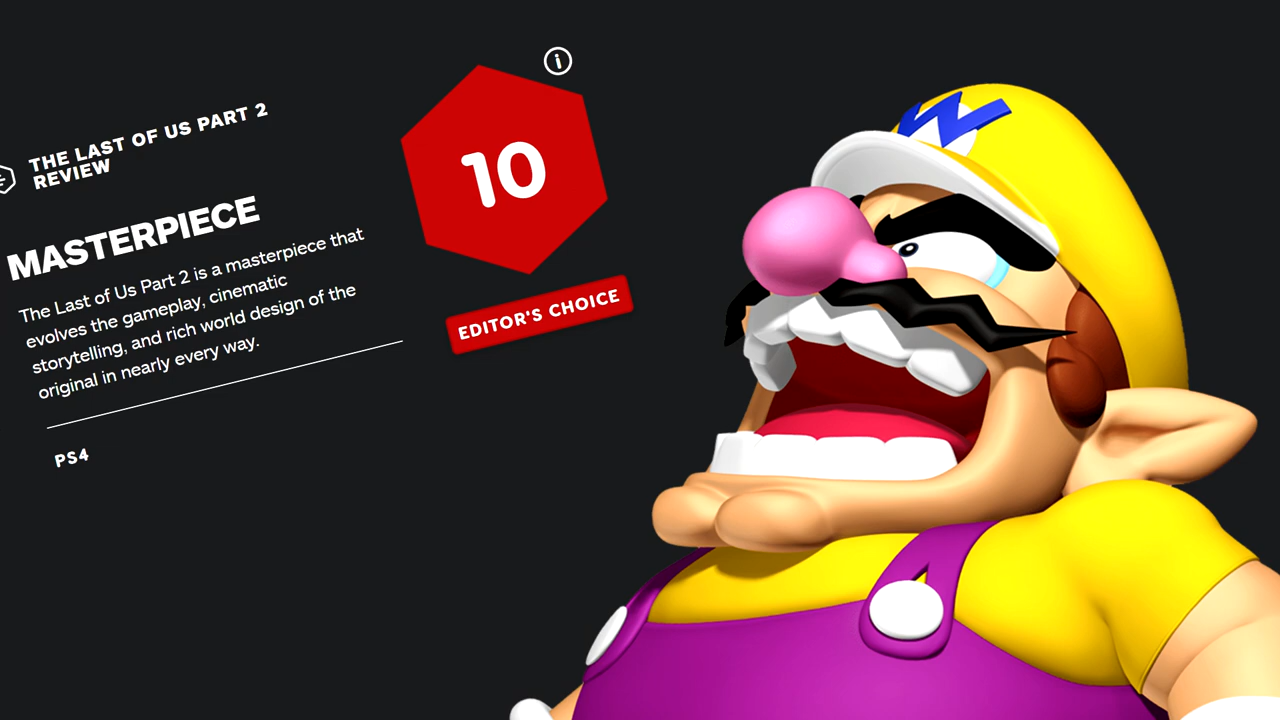 THE LAST OF US PART 2
REVIEW
MASTERPIECE
The Last of Us Part 2 is a masterpiece that
evolves the gameplay, cinematic
storytelling, and rich world design of the
original in nearly every way.
PS4
i
10
EDITOR'S CHOICE
W